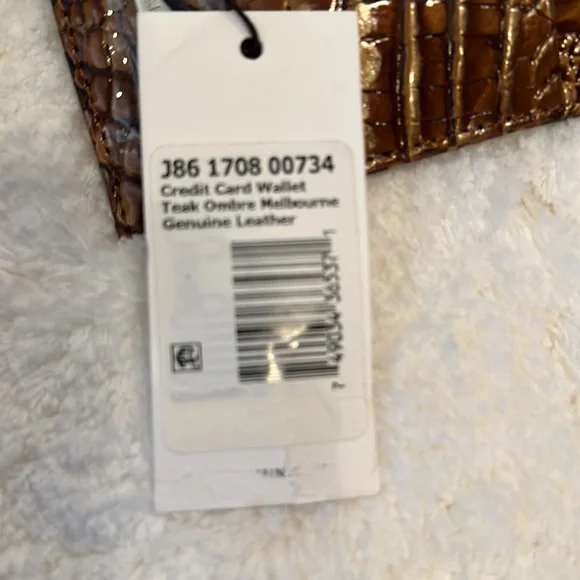 J86 1708 00734
Credit Card Wallet
Teak Ombre Melbourne
Genuine Leather